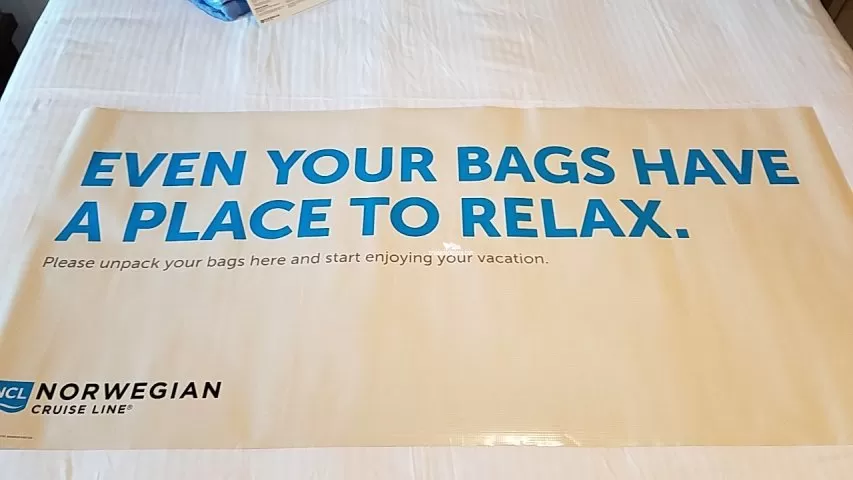 EVEN YOUR BAGS HAVE
A PLACE TO RELAX.
Please unpack your bags here and start enjoying your vacation.
NCL NORWEGIAN
CRUISE LINE®